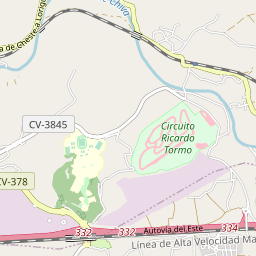 a de Cheste a Lorig
Chiva
CV-3845
Circuito
Ricardo
Tormo
CV-378
332
332
Autovía del Este
334
Línea de Alta Velocidad Ma